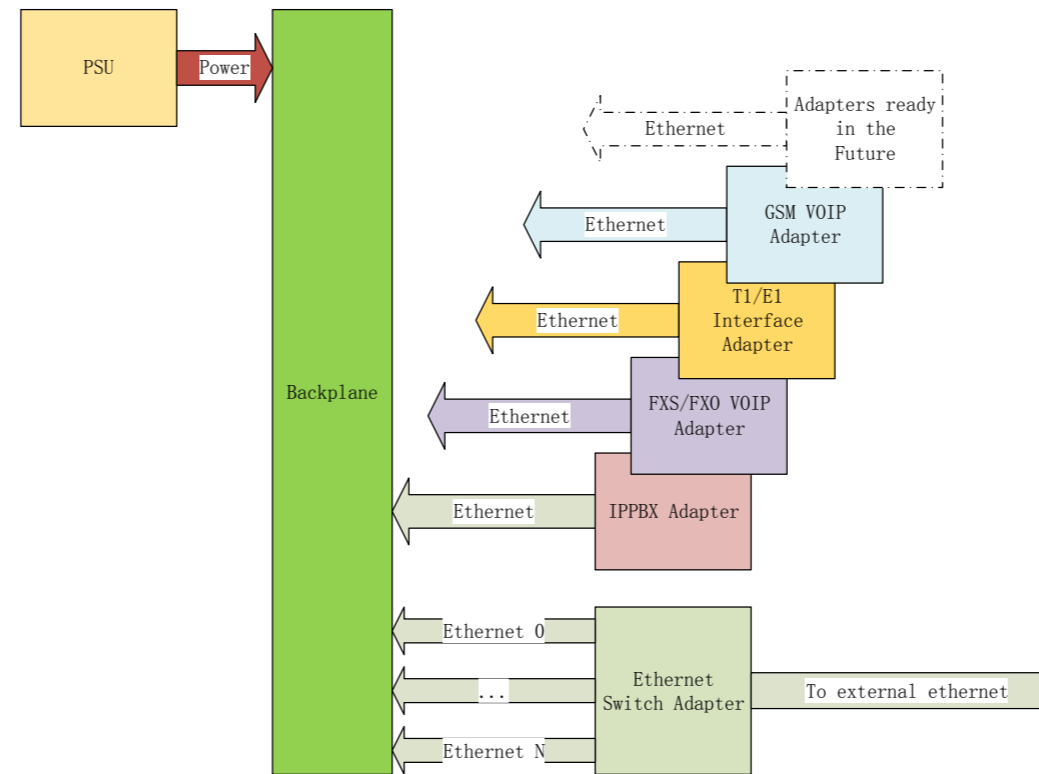 PSU
Power
Adapters ready
in the
Future
Ethernet
GSM VOIP
Adapter
Ethernet
T1/E1
Interface
Adapter
Ethernet
Backplane
FXS/FXO VOIP
Adapter
Ethernet
IPPBX Adapter
Ethernet
Ethernet 0
...
Ethernet N
Ethernet
Switch Adapter
To external ethernet